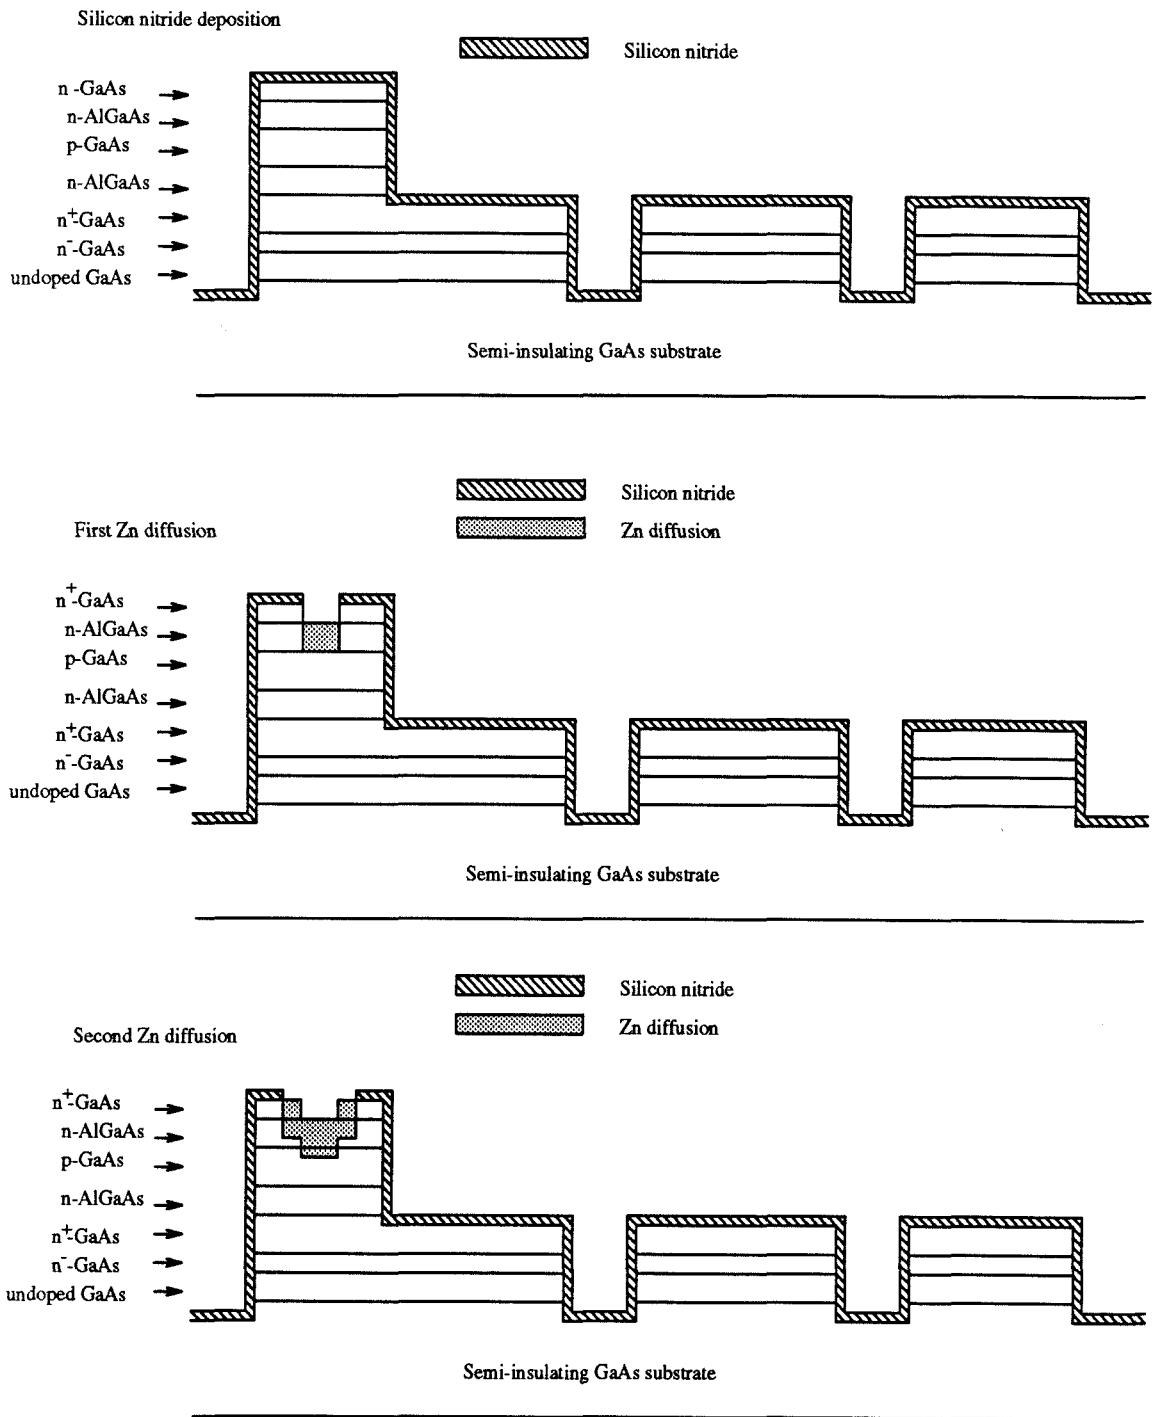 Silicon nitride deposition
Silicon nitride
n -GaAs
n-AlGaAs
p-GaAs
n-AlGaAs
n⁺-GaAs
n⁻-GaAs
undoped GaAs
Semi-insulating GaAs substrate
Silicon nitride
First Zn diffusion
Zn diffusion
n⁺-GaAs
n-AlGaAs
p-GaAs
n-AlGaAs
n⁺-GaAs
n⁻-GaAs
undoped GaAs
Semi-insulating GaAs substrate
Silicon nitride
Second Zn diffusion
Zn diffusion
n⁺-GaAs
n-AlGaAs
p-GaAs
n-AlGaAs
n⁺-GaAs
n⁻-GaAs
undoped GaAs
Semi-insulating GaAs substrate